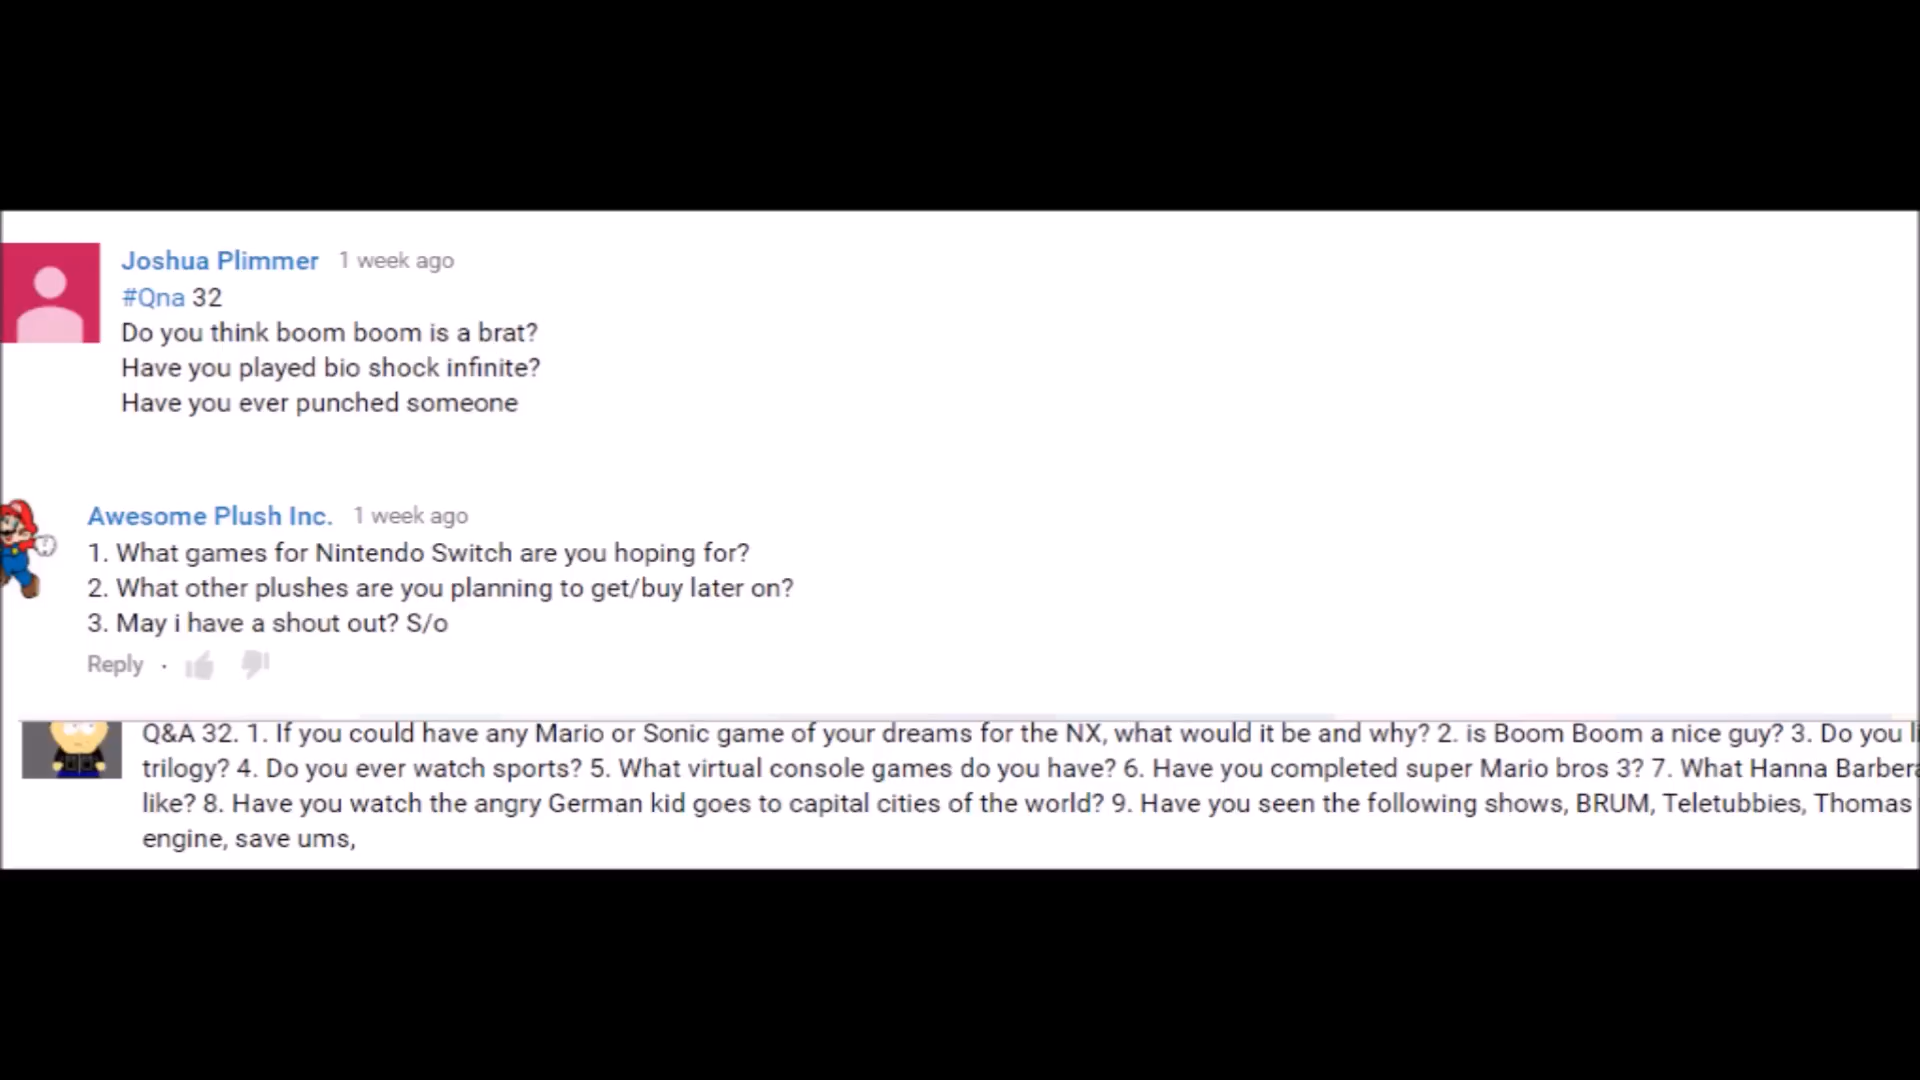 Joshua Plimmer 1 week ago
#Qna 32
Do you think boom boom is a brat?
Have you played bio shock infinite?
Have you ever punched someone
Awesome Plush Inc. 1 week ago
1. What games for Nintendo Switch are you hoping for?
2. What other plushes are you planning to get/buy later on?
3. May i have a shout out? S/o
Reply ·
Q&A 32. 1. If you could have any Mario or Sonic game of your dreams for the NX, what would it be and why? 2. is Boom Boom a nice guy? 3. Do you
trilogy? 4. Do you ever watch sports? 5. What virtual console games do you have? 6. Have you completed super Mario bros 3? 7. What Hanna
like? 8. Have you watch the angry German kid goes to capital cities of the world? 9. Have you seen the following shows, BRUM, Teletubbies, Thomas
engine, save ums,